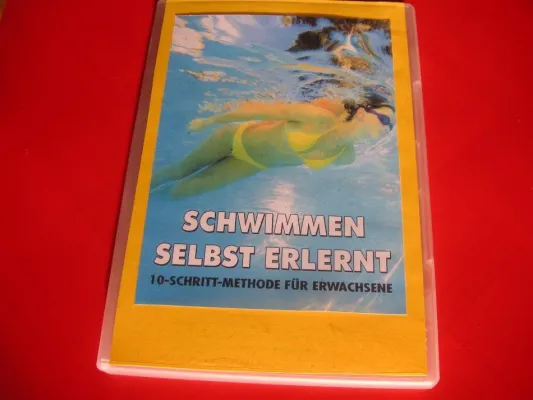 SCHWIMMEN
SELBST ERLERNT
10-SCHRITT-METHODE FÜR ERWACHSENE